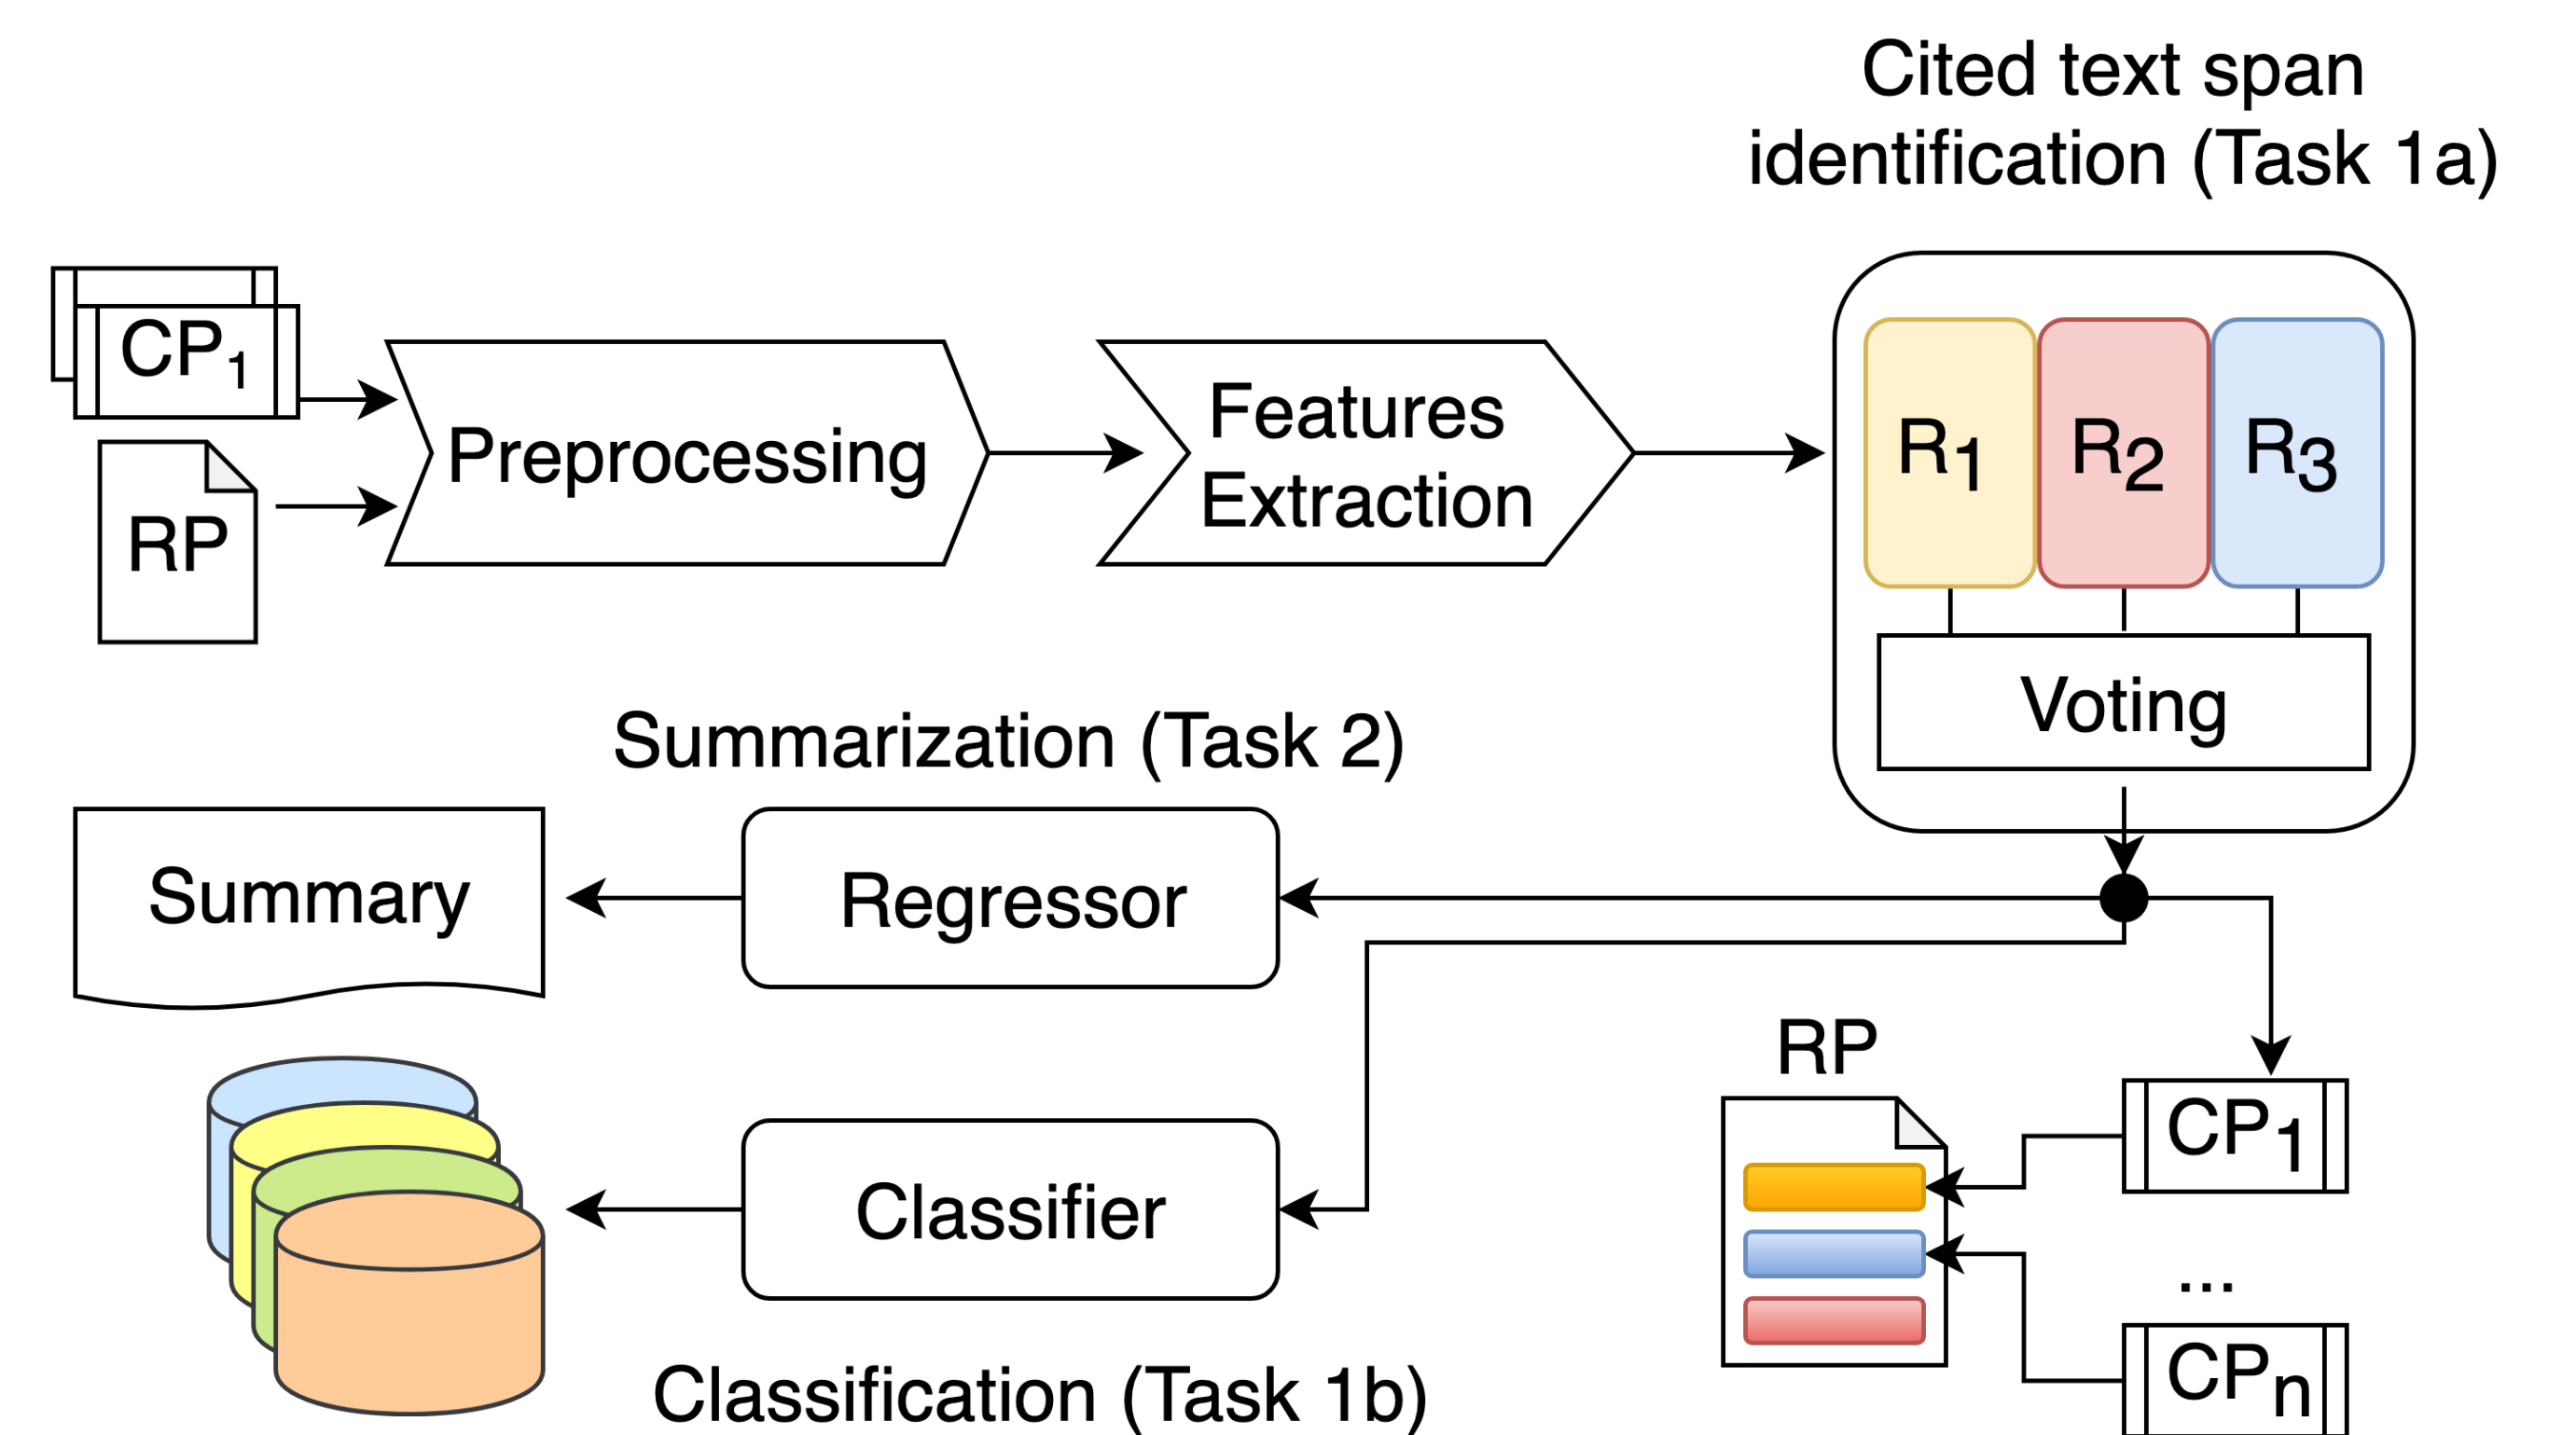 Cited text span
identification (Task 1a)
CP1
RP
Preprocessing
Features
Extraction
R1
R2
R3
Voting
Summarization (Task 2)
Summary
Regressor
Classifier
Classification (Task 1b)
RP
CP1
...
CPn